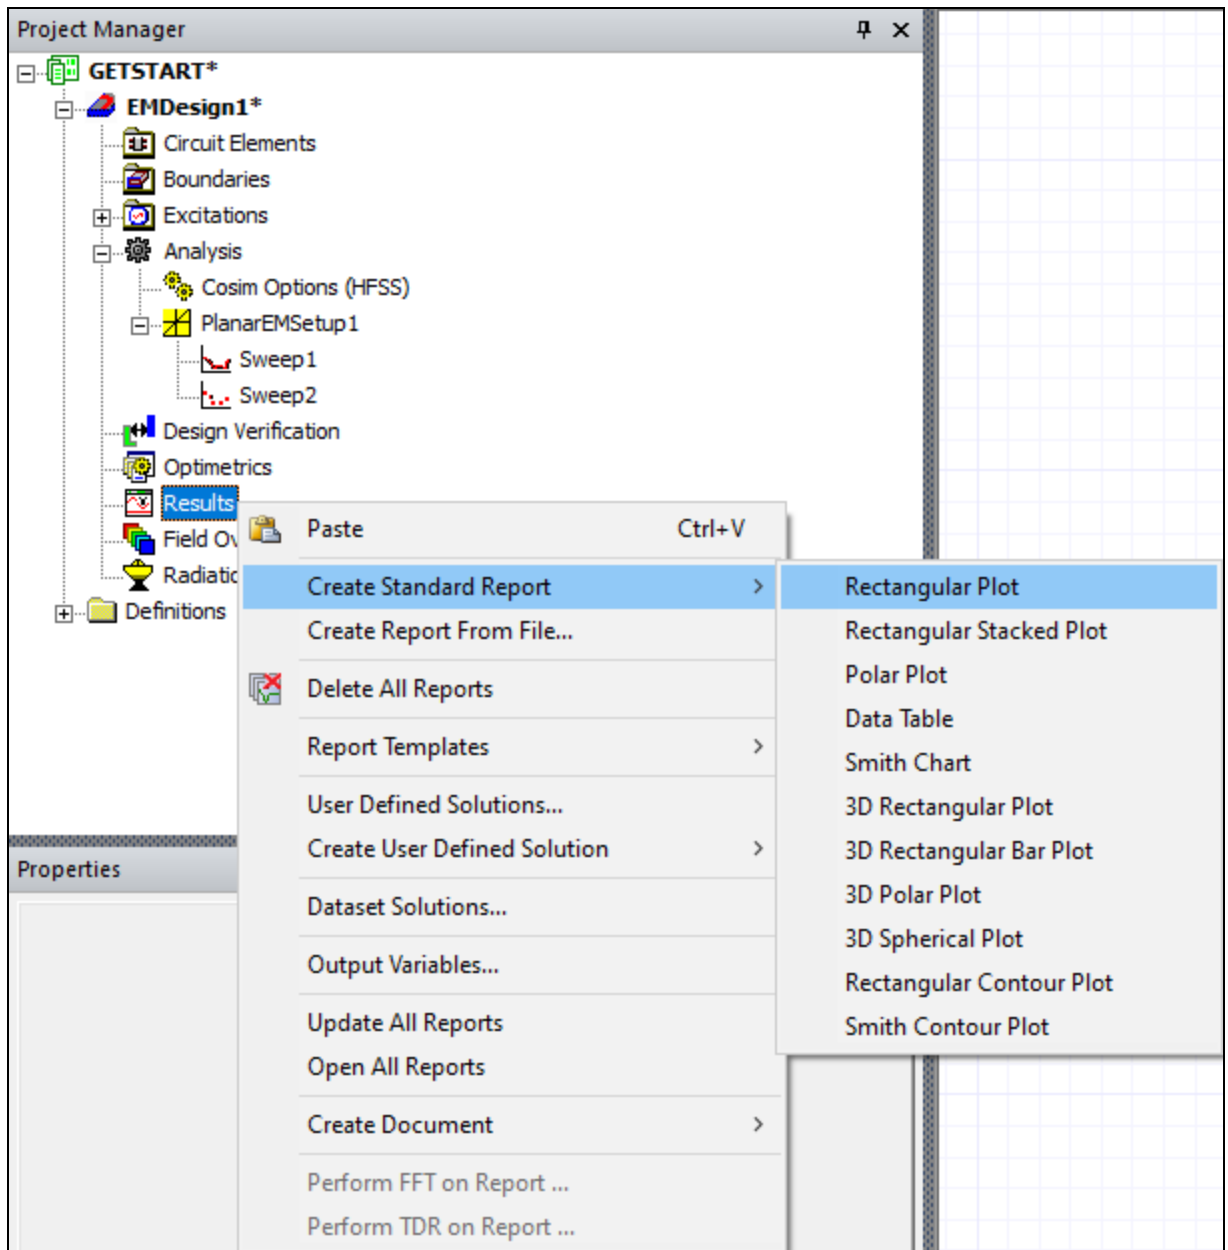 Project Manager
GETSTART*
EMDesign1*
Circuit Elements
Boundaries
Excitations
Analysis
Cosim Options (HFSS)
PlanarEMSetup1
Sweep1
Sweep2
Design Verification
Optimetrics
Results
Field Ov
Radiatio
Definitions
Paste Ctrl+V
Create Standard Report
Create Report From File...
Delete All Reports
Report Templates
User Defined Solutions...
Create User Defined Solution
Dataset Solutions...
Output Variables...
Update All Reports
Open All Reports
Create Document
Perform FFT on Report ...
Perform TDR on Report ...
Rectangular Plot
Rectangular Stacked Plot
Polar Plot
Data Table
Smith Chart
3D Rectangular Plot
3D Rectangular Bar Plot
3D Polar Plot
3D Spherical Plot
Rectangular Contour Plot
Smith Contour Plot
Properties